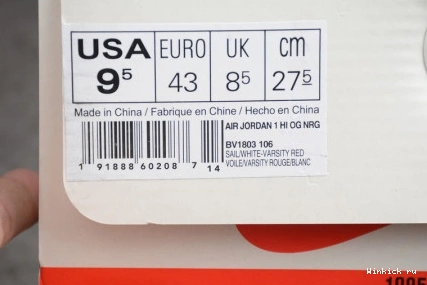 USA EURO UK cm
9⁵ 43 8⁵ 27⁵
Made in China / Fabrique en Chine / Hecho en China
AIR JORDAN 1 HI OG NRG
BV1803 106
SAIL/WHITE-VARSITY RED
VOILE/VARSITY ROUGE/BLANC
1 91888 60208 7 14
Winkick ru